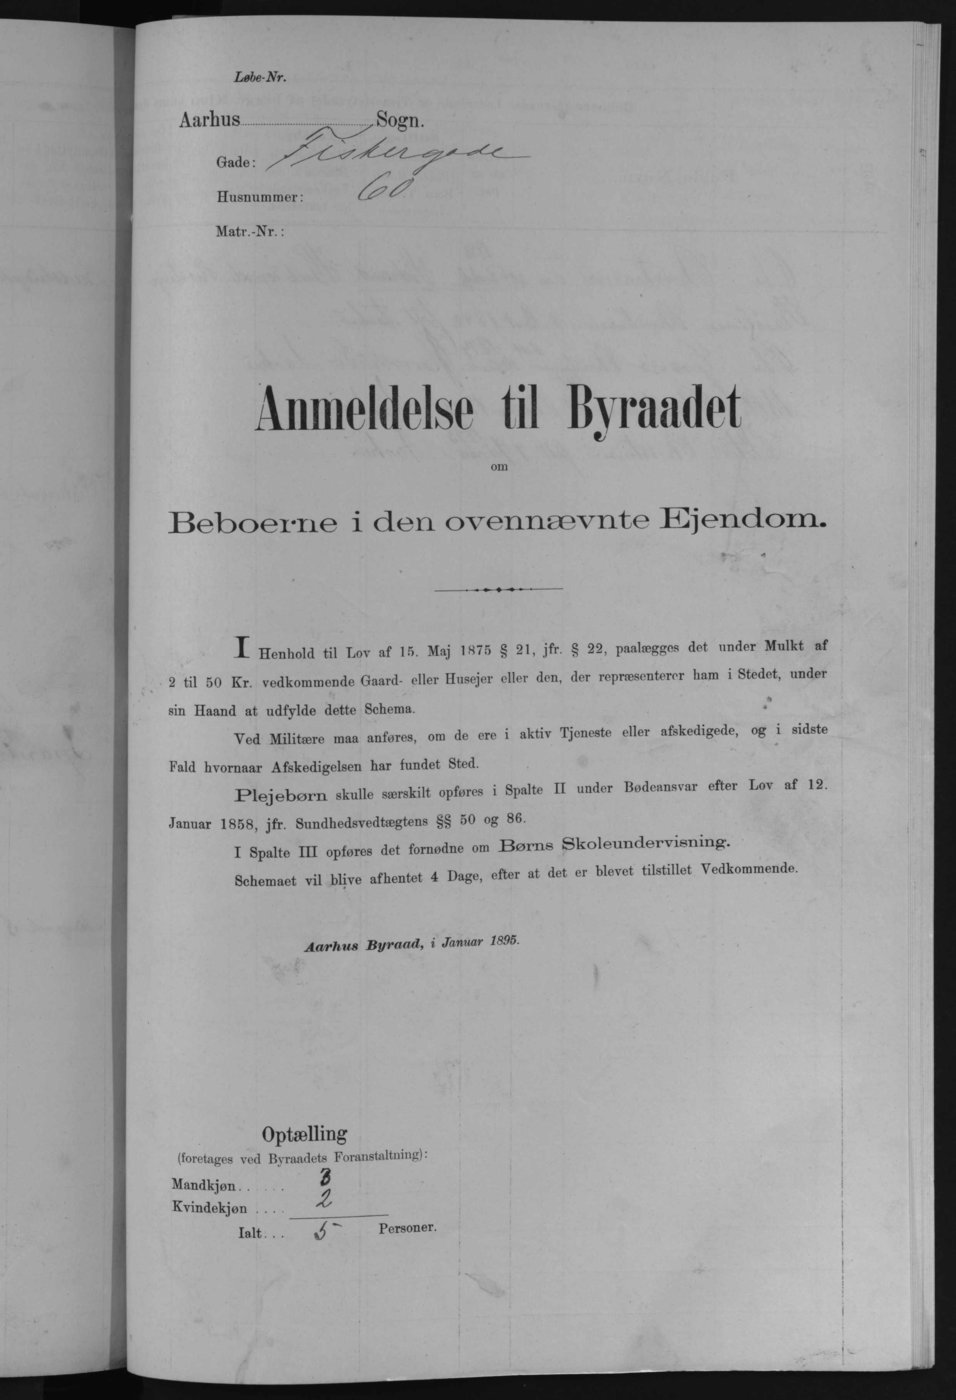 Løbe-Nr.
Aarhus Sogn.
Gade: Fiskergade
Husnummer: 60
Matr.-Nr.:
Anmeldelse til Byraadet
om
Beboerne i den ovennævnte Ejendom.
I Henhold til Lov af 15. Maj 1875 § 21, jfr. § 22, paalægges det under Mulkt af
2 til 50 Kr. vedkommende Gaard- eller Husejer eller den, der repræsenterer ham i Stedet, under
sin Haand at udfylde dette Schema.
Ved Militære maa anføres, om de ere i aktiv Tjeneste eller afskedigede, og i sidste
Fald hvornaar Afskedigelsen har fundet Sted.
Plejebørn skulle særskilt opføres i Spalte II under Bødeansvar efter Lov af 12.
Januar 1858, jfr. Sundhedsvedtægtens §§ 50 og 86.
I Spalte III opføres det fornødne om Børns Skoleundervisning.
Schemaet vil blive afhentet 4 Dage, efter at det er blevet tilstillet Vedkommende.
Aarhus Byraad, i Januar 1895.
Optælling
(foretages ved Byraadets Foranstaltning):
Mandkjøn..... 3
Kvindekjøn.... 2
Ialt... 5 Personer.